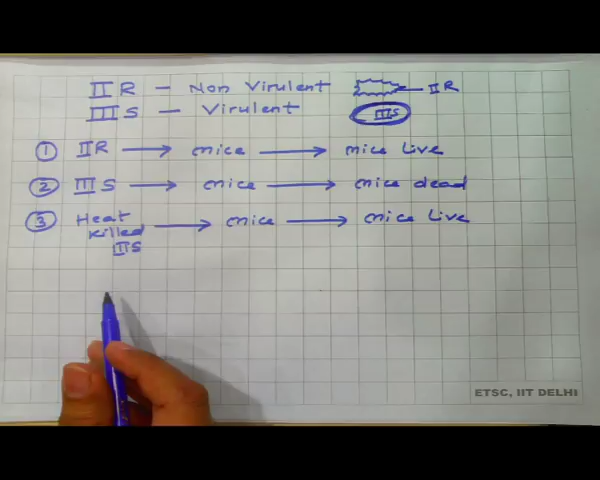 II R – Non Virulent II R
III S – Virulent III S
① II R → mice → mice Live
② III S → mice → mice dead
③ Heat → mice → mice Live
killed
II S
ETSC, IIT DELHI